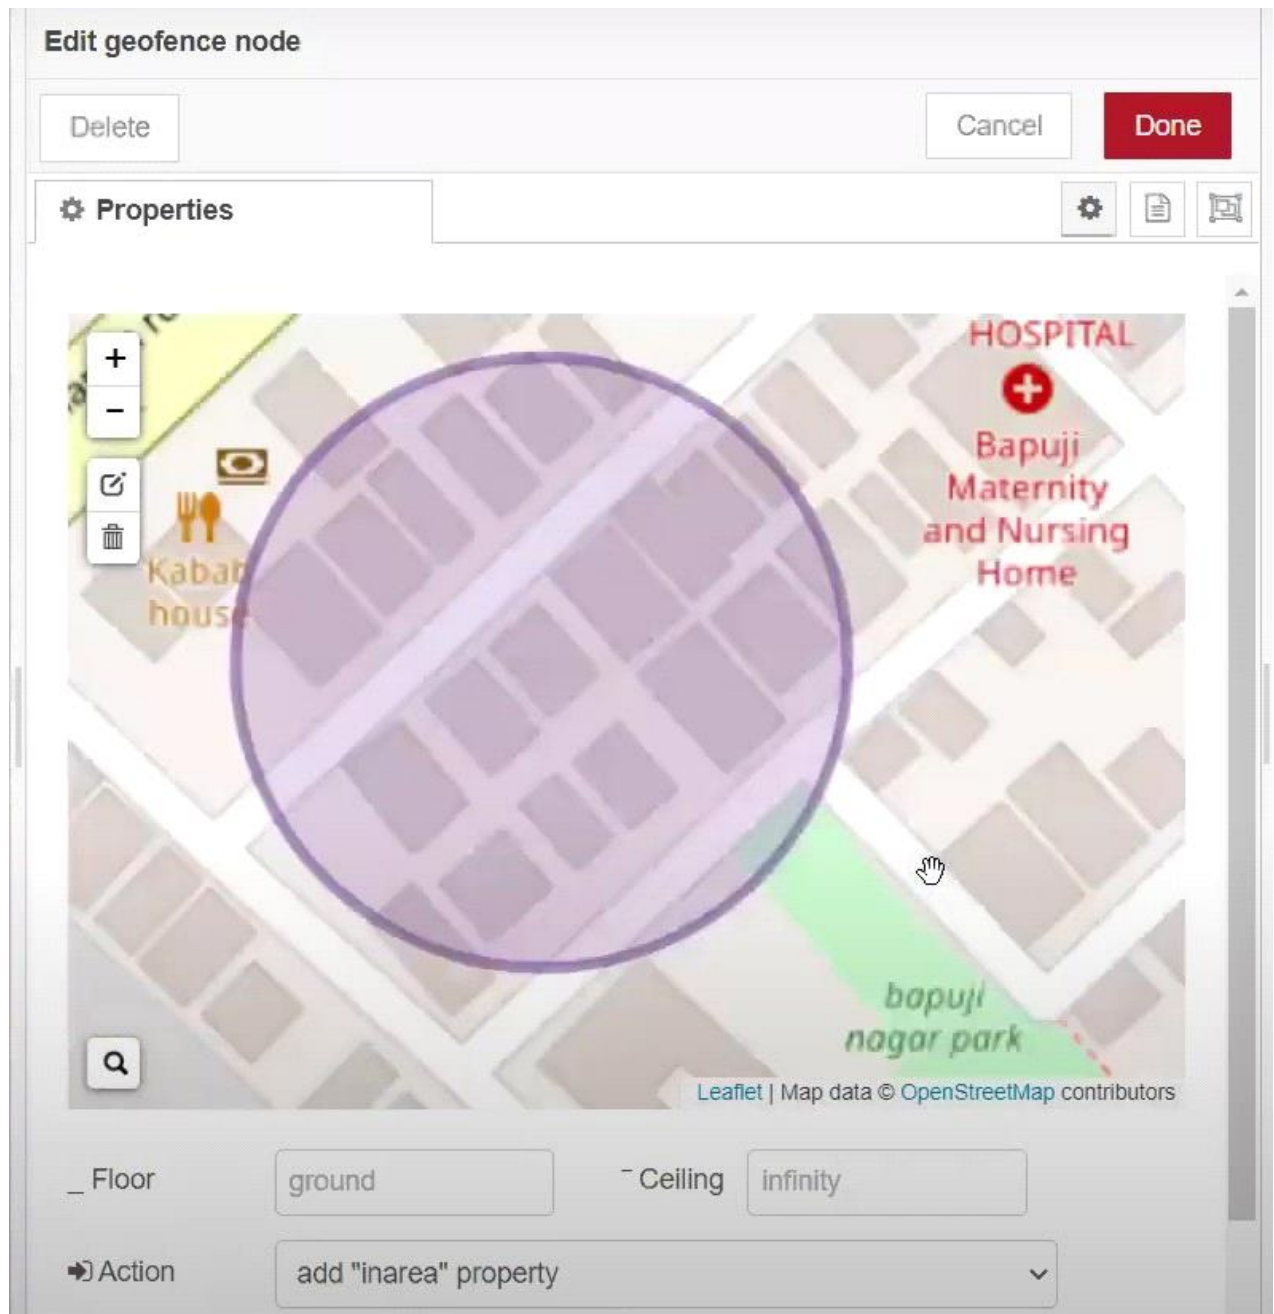 Edit geofence node
Delete
Cancel
Done
Properties
+
−
HOSPITAL
Bapuji
Maternity
and Nursing
Home
Kabab
house
bapuji
nagar park
Leaflet | Map data © OpenStreetMap contributors
Floor
ground
Ceiling
infinity
Action
add "inarea" property